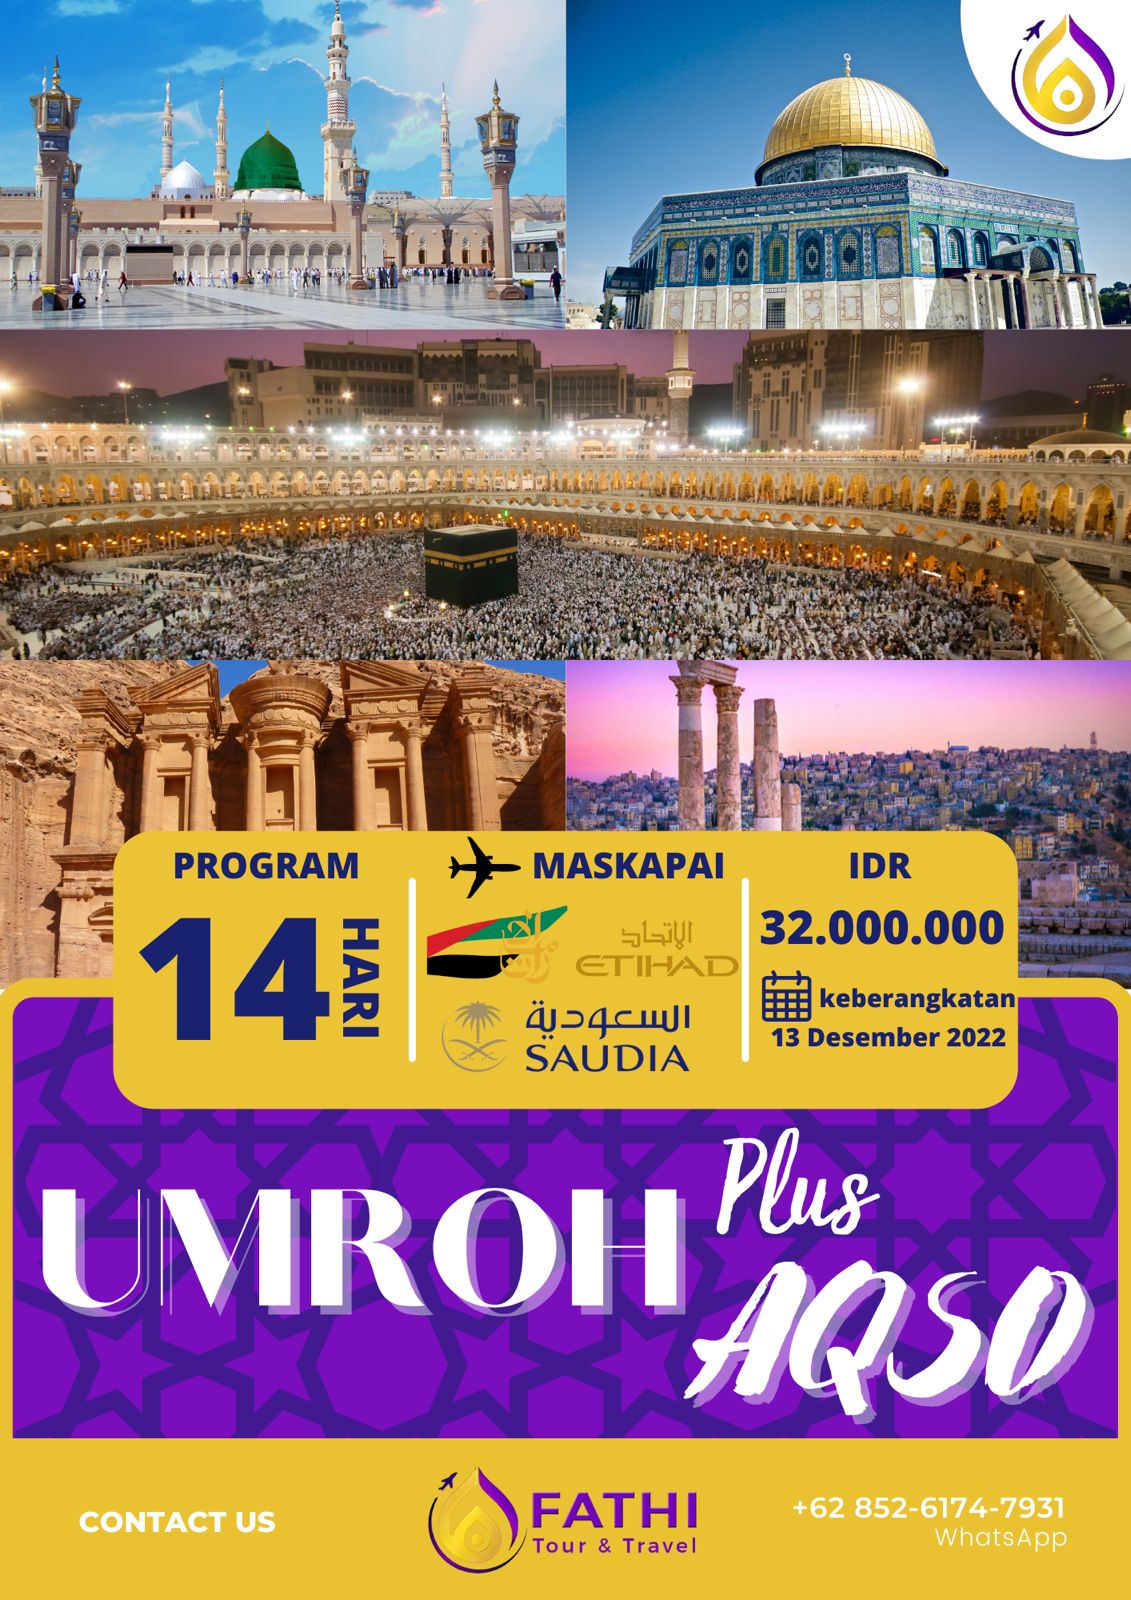 PROGRAM
14 HARI
MASKAPAI
الإتحاد
ETIHAD
السعودية
SAUDIA
IDR
32.000.000
keberangkatan
13 Desember 2022
UMROH Plus
AQSO
CONTACT US
FATHI
Tour & Travel
+62 852-6174-7931
WhatsApp